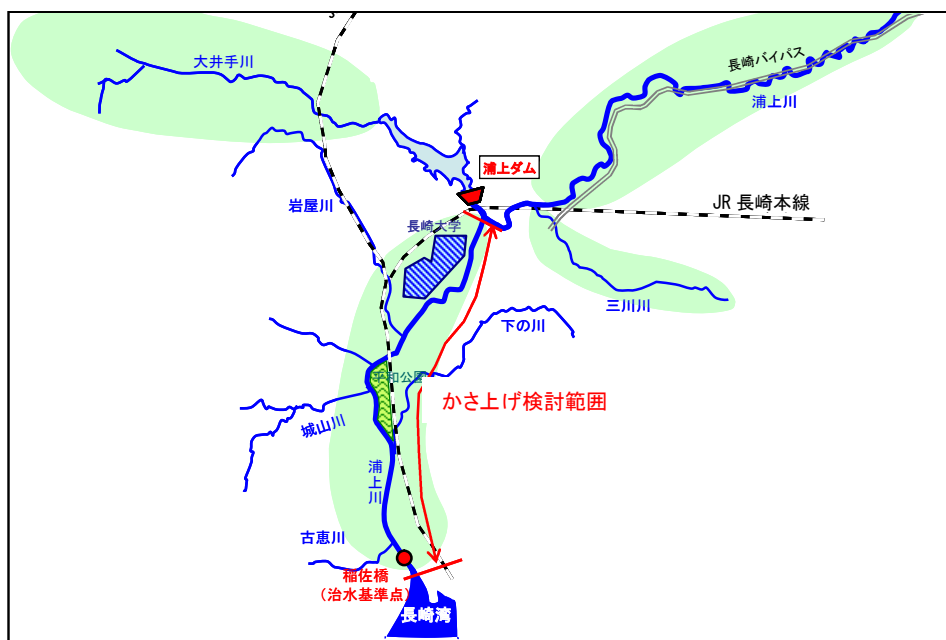 大井手川
長崎バイパス
浦上川
浦上ダム
岩屋川
JR 長崎本線
長崎大学
三川川
下の川
平和公園
かさ上げ検討範囲
城山川
浦上川
古恵川
稲佐橋
（治水基準点）
長崎湾